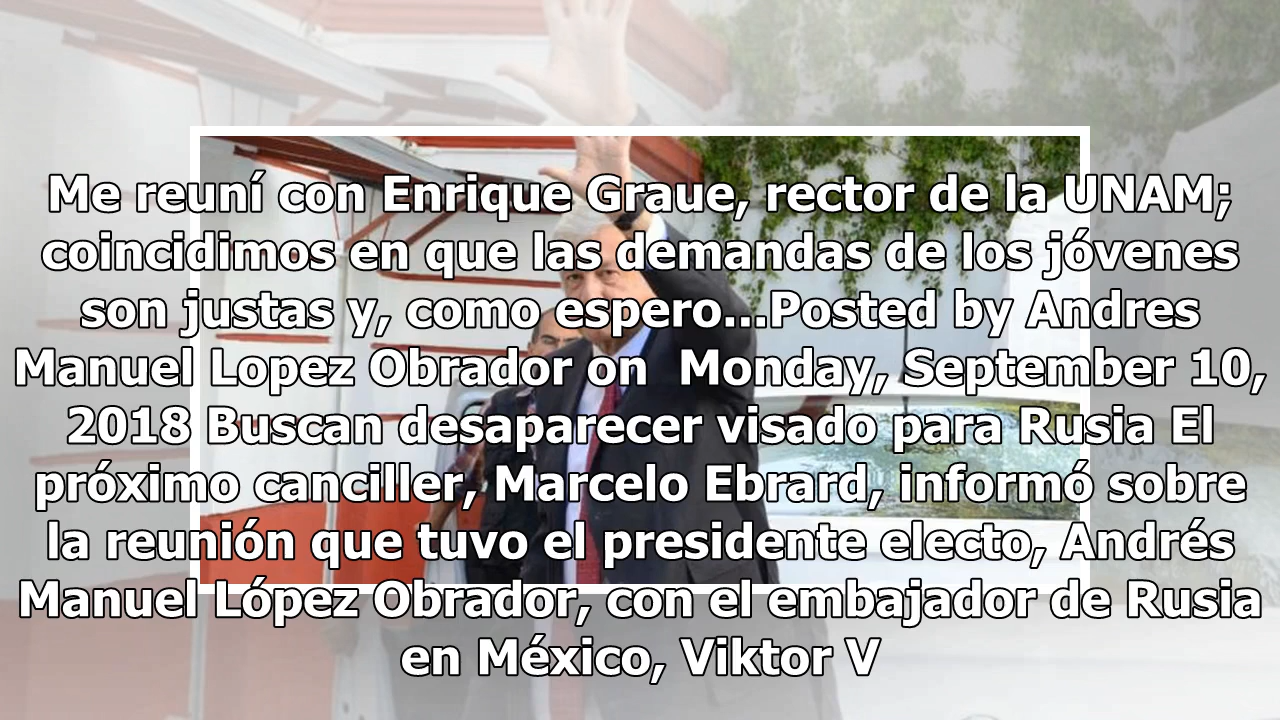 Me reuní con Enrique Graue, rector de la UNAM;
coincidimos en que las demandas de los jóvenes
son justas y, como espero...Posted by Andres
Manuel Lopez Obrador on  Monday, September 10,
2018 Buscan desaparecer visado para Rusia El
próximo canciller, Marcelo Ebrard, informó sobre
la reunión que tuvo el presidente electo, Andrés
Manuel López Obrador, con el embajador de Rusia
en México, Viktor V